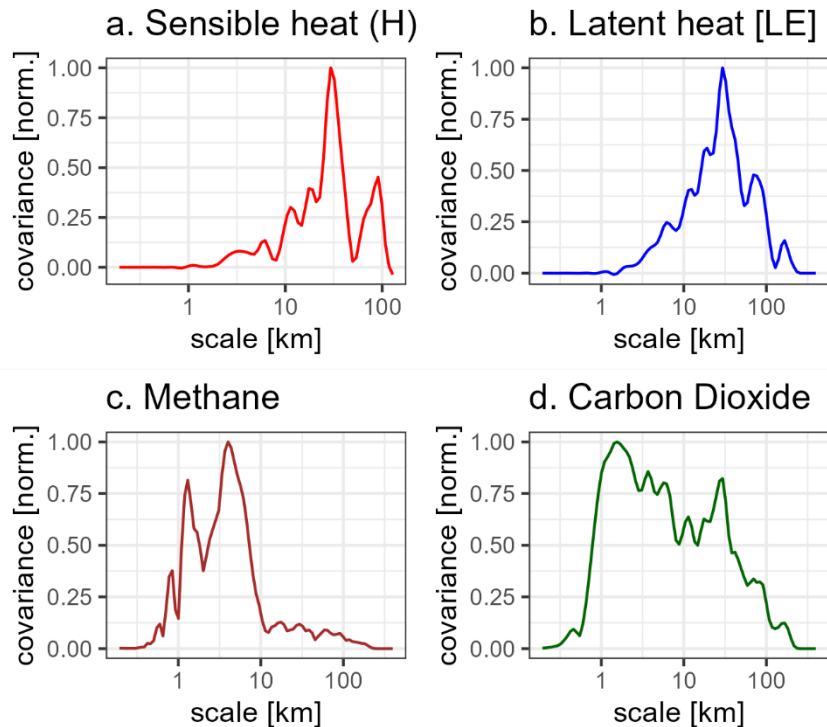 a. Sensible heat (H)
covariance [norm.]
1.00
0.75
0.50
0.25
0.00
1 10 100
scale [km]
b. Latent heat [LE]
covariance [norm.]
1.00
0.75
0.50
0.25
0.00
1 10 100
scale [km]
c. Methane
covariance [norm.]
1.00
0.75
0.50
0.25
0.00
1 10 100
scale [km]
d. Carbon Dioxide
covariance [norm.]
1.00
0.75
0.50
0.25
0.00
1 10 100
scale [km]